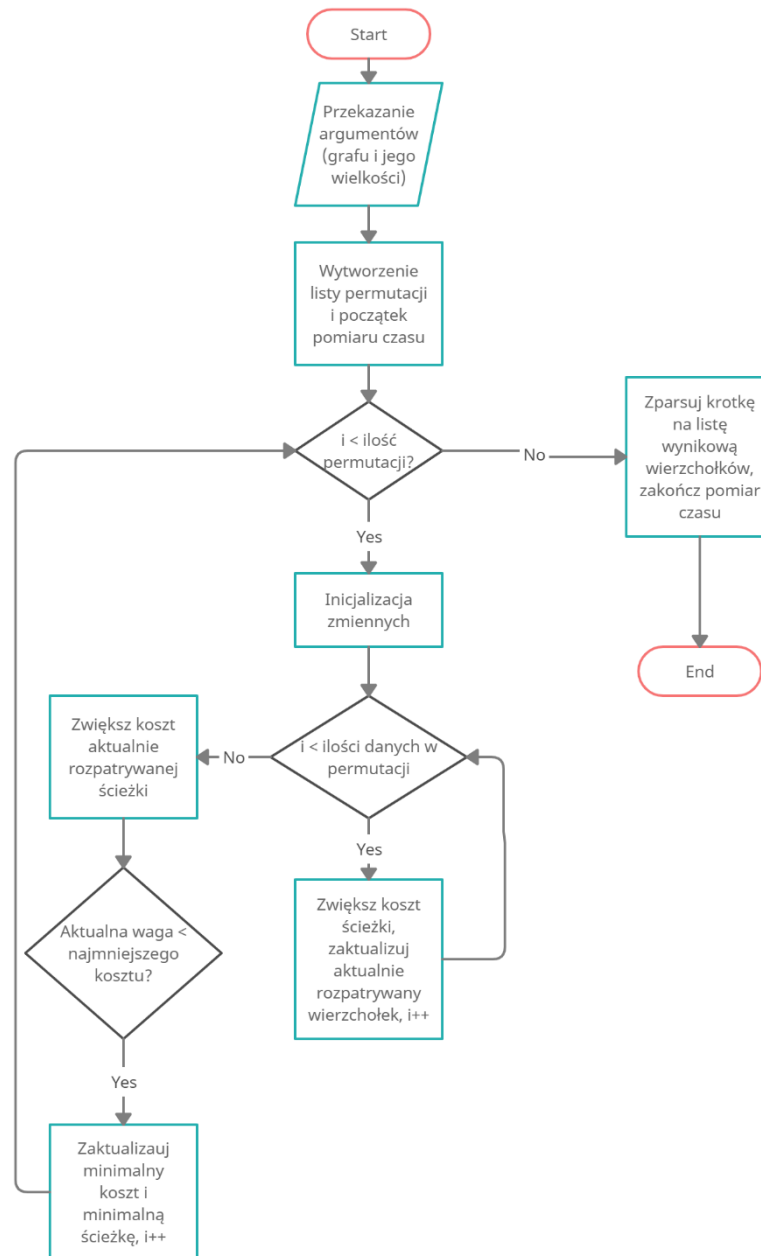 Start
Przekazanie
argumentów
(grafu i jego
wielkości)
Wytworzenie
listy permutacji
i początek
pomiaru czasu
i < ilość
permutacji?
No
Zparsuj krotkę
na listę
wynikową
wierzchołków,
zakończ pomiar
czasu
End
Yes
Inicjalizacja
zmiennych
i < ilości danych w
permutacji
No
Zwiększ koszt
aktualnie
rozpatrywanej
ścieżki
Yes
Zwiększ koszt
ścieżki,
zaktualizuj
aktualnie
rozpatrywany
wierzchołek, i++
Aktualna waga <
najmniejszego
kosztu?
Yes
Zaktualizauj
minimalny
koszt i
minimalną
ścieżkę, i++